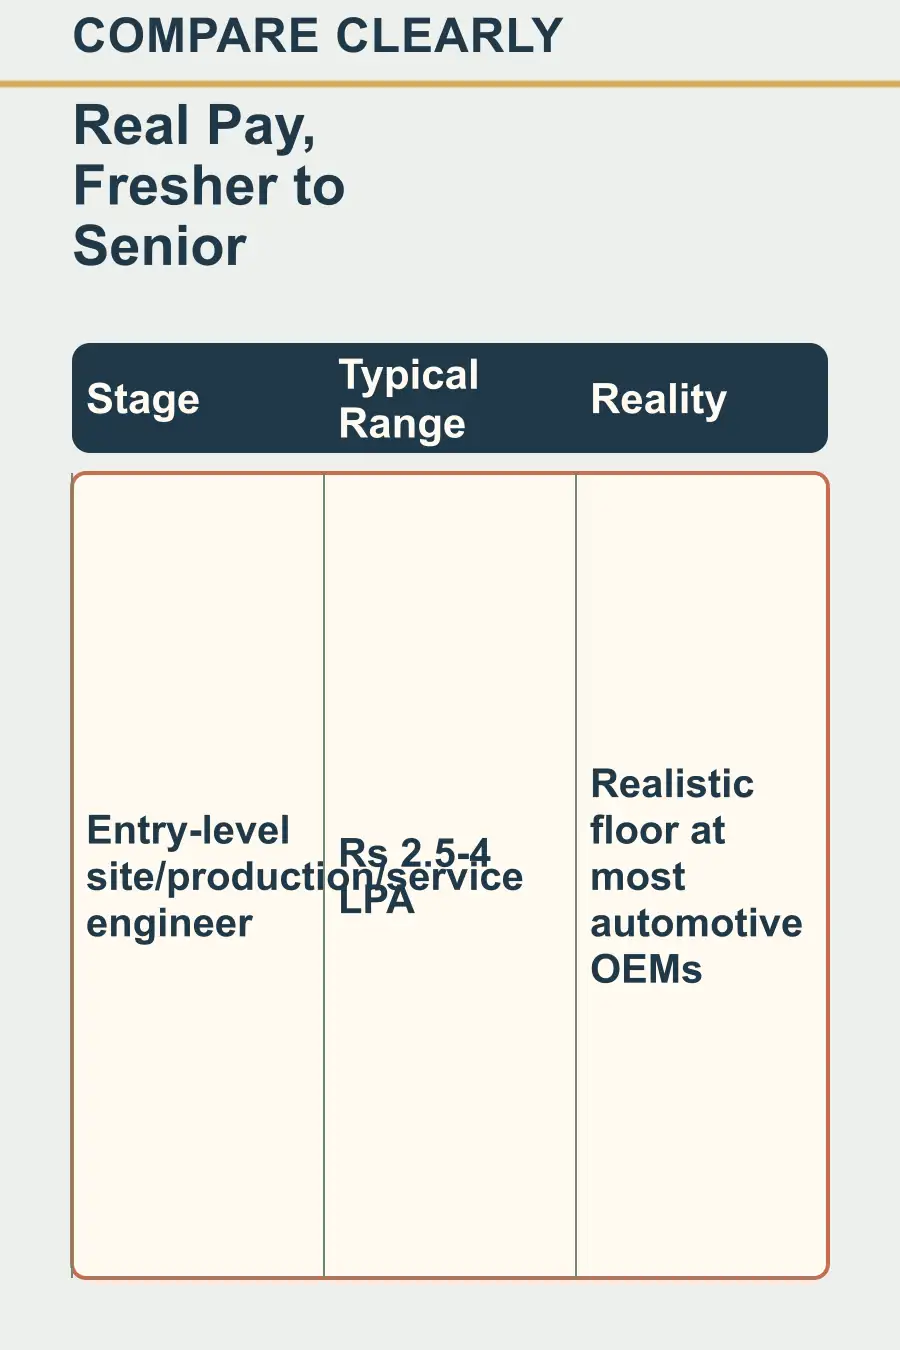 COMPARE CLEARLY
Real Pay,
Fresher to
Senior
Stage
Typical
Range
Reality
Entry-level
site/production/service
engineer
Rs 2.5-4
LPA
Realistic
floor at
most
automotive
OEMs